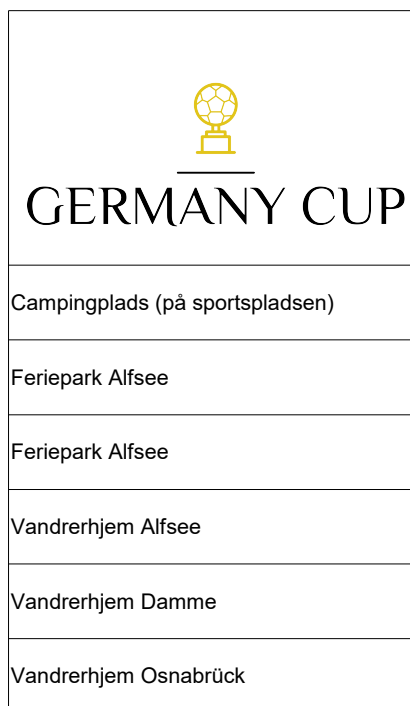 GERMANY CUP
Campingplads (på sportspladsen)
Feriepark Alfsee
Feriepark Alfsee
Vandrerhjem Alfsee
Vandrerhjem Damme
Vandrerhjem Osnabrück